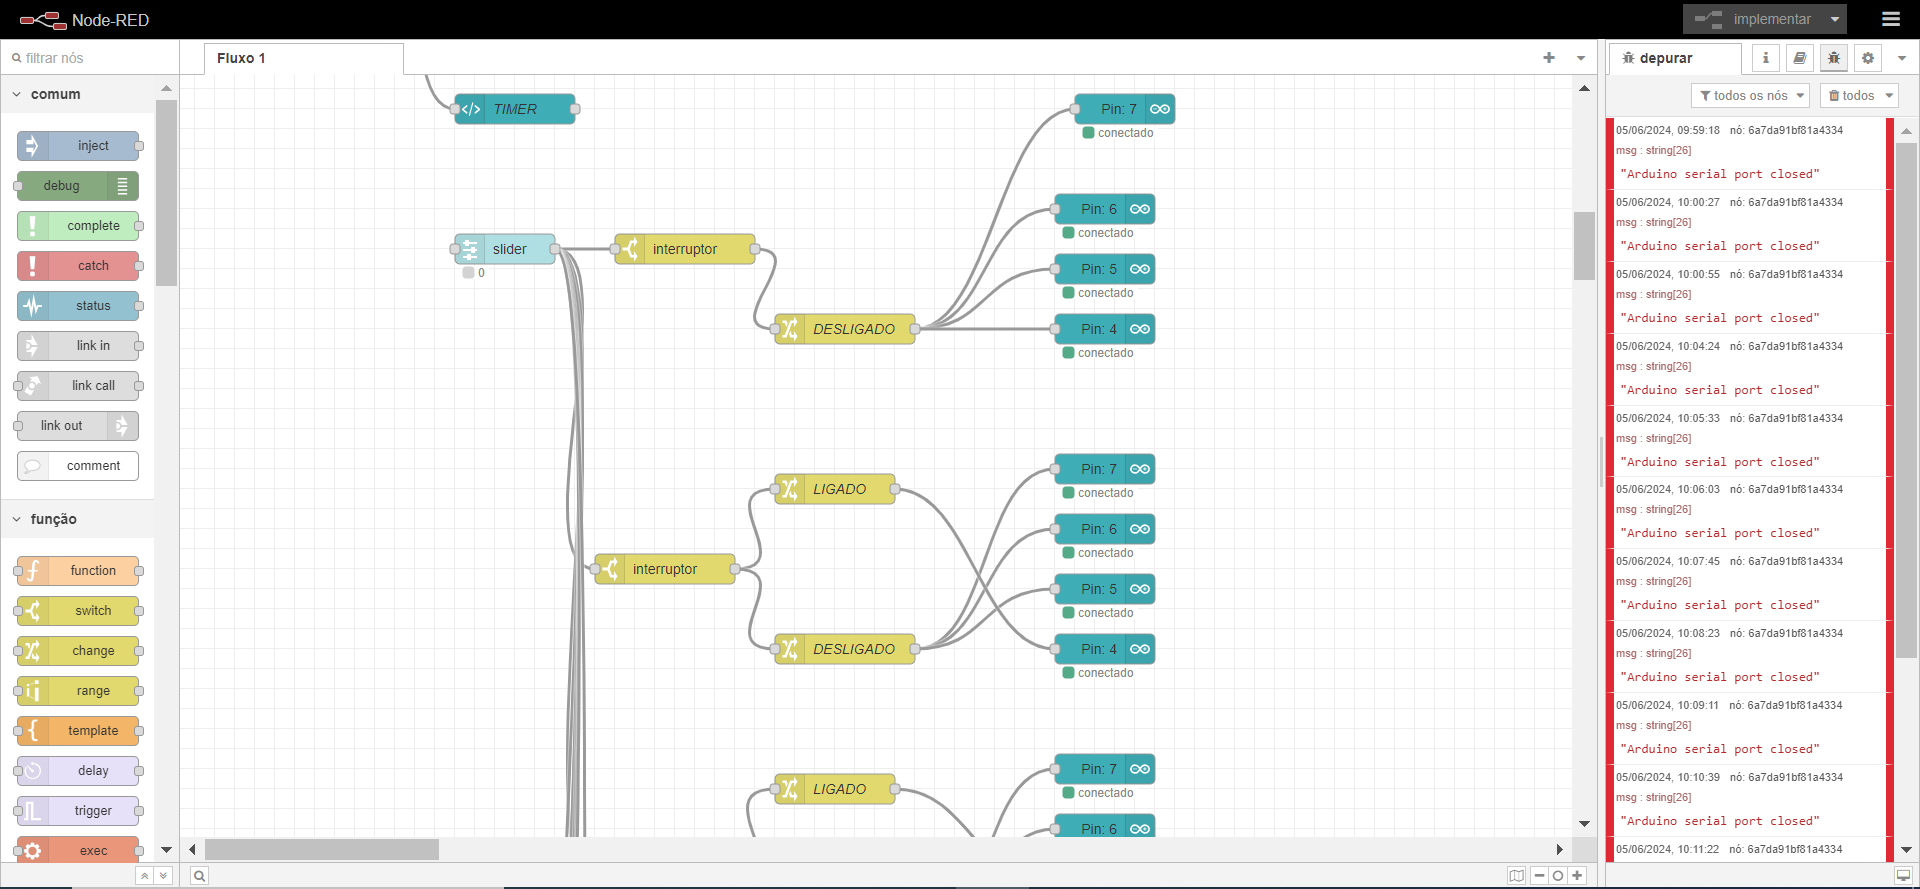 Node-RED
implementar
filtrar nós
Fluxo 1
depurar
i
todos os nós
todos
comum
inject
debug
complete
catch
status
link in
link call
link out
comment
função
function
switch
change
range
template
delay
trigger
exec
TIMER
Pin: 7
conectado
Pin: 6
conectado
slider
0
interruptor
Pin: 5
conectado
DESLIGADO
Pin: 4
conectado
LIGADO
Pin: 7
conectado
Pin: 6
conectado
interruptor
Pin: 5
conectado
DESLIGADO
Pin: 4
conectado
LIGADO
Pin: 7
conectado
Pin: 6
05/06/2024, 09:59:18 nó: 6a7da91bf81a4334
msg : string[26]
"Arduino serial port closed"
05/06/2024, 10:00:27 nó: 6a7da91bf81a4334
msg : string[26]
"Arduino serial port closed"
05/06/2024, 10:00:55 nó: 6a7da91bf81a4334
msg : string[26]
"Arduino serial port closed"
05/06/2024, 10:04:24 nó: 6a7da91bf81a4334
msg : string[26]
"Arduino serial port closed"
05/06/2024, 10:05:33 nó: 6a7da91bf81a4334
msg : string[26]
"Arduino serial port closed"
05/06/2024, 10:06:03 nó: 6a7da91bf81a4334
msg : string[26]
"Arduino serial port closed"
05/06/2024, 10:07:45 nó: 6a7da91bf81a4334
msg : string[26]
"Arduino serial port closed"
05/06/2024, 10:08:23 nó: 6a7da91bf81a4334
msg : string[26]
"Arduino serial port closed"
05/06/2024, 10:09:11 nó: 6a7da91bf81a4334
msg : string[26]
"Arduino serial port closed"
05/06/2024, 10:10:39 nó: 6a7da91bf81a4334
msg : string[26]
"Arduino serial port closed"
05/06/2024, 10:11:22 nó: 6a7da91bf81a4334